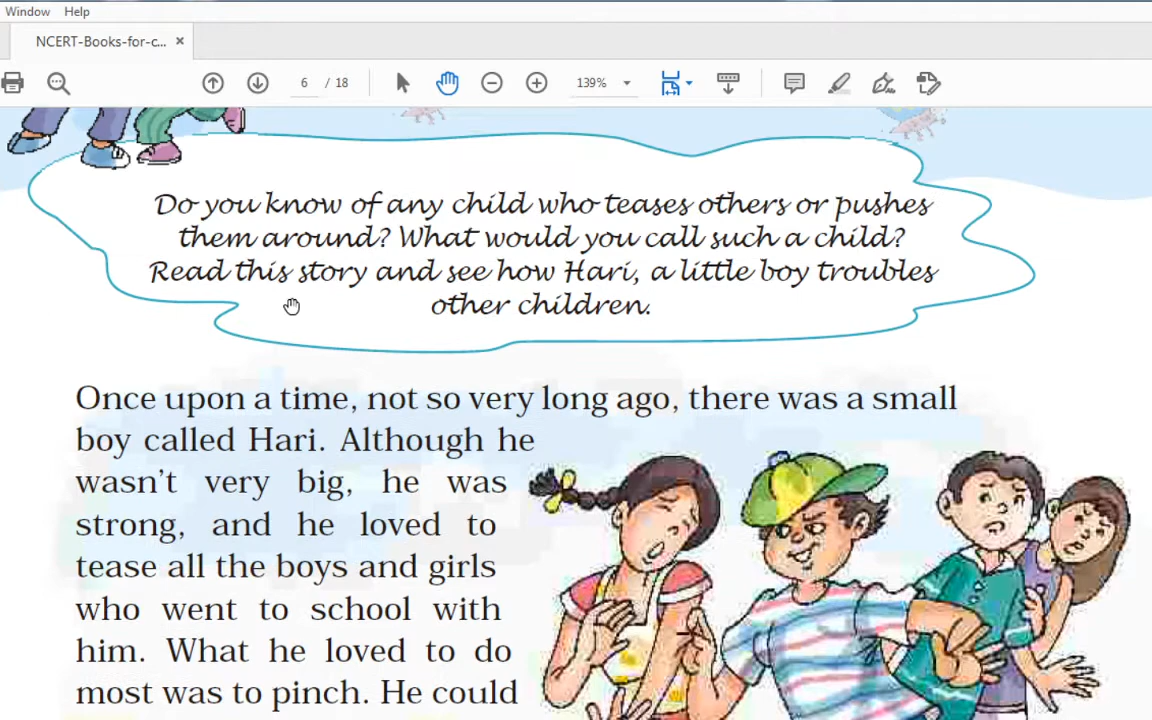 Window Help
NCERT-Books-for-c... ×
6 / 18 139%
Do you know of any child who teases others or pushes
them around? What would you call such a child?
Read this story and see how Hari, a little boy troubles
other children.
Once upon a time, not so very long ago, there was a small
boy called Hari. Although he
wasn't very big, he was
strong, and he loved to
tease all the boys and girls
who went to school with
him. What he loved to do
most was to pinch. He could